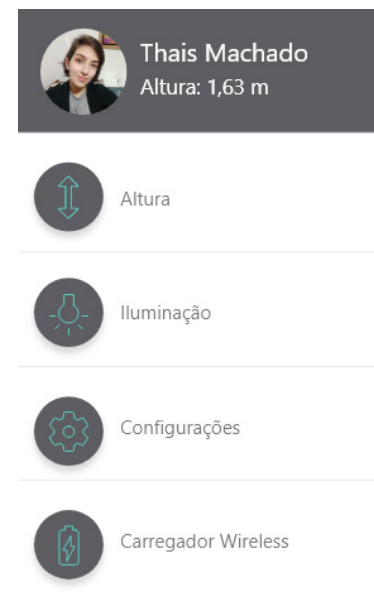 Thais Machado
Altura: 1,63 m
Altura
Iluminação
Configurações
Carregador Wireless